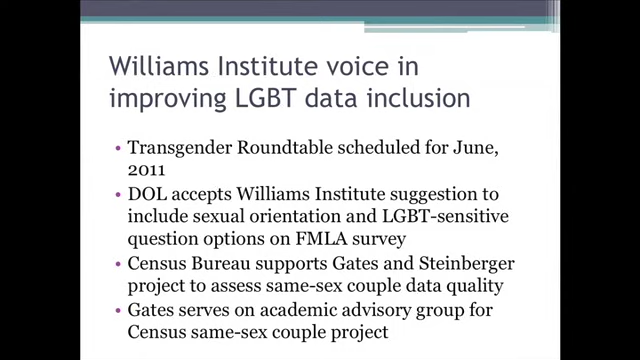 Williams Institute voice in
improving LGBT data inclusion
• Transgender Roundtable scheduled for June,
2011
• DOL accepts Williams Institute suggestion to
include sexual orientation and LGBT-sensitive
question options on FMLA survey
• Census Bureau supports Gates and Steinberger
project to assess same-sex couple data quality
• Gates serves on academic advisory group for
Census same-sex couple project